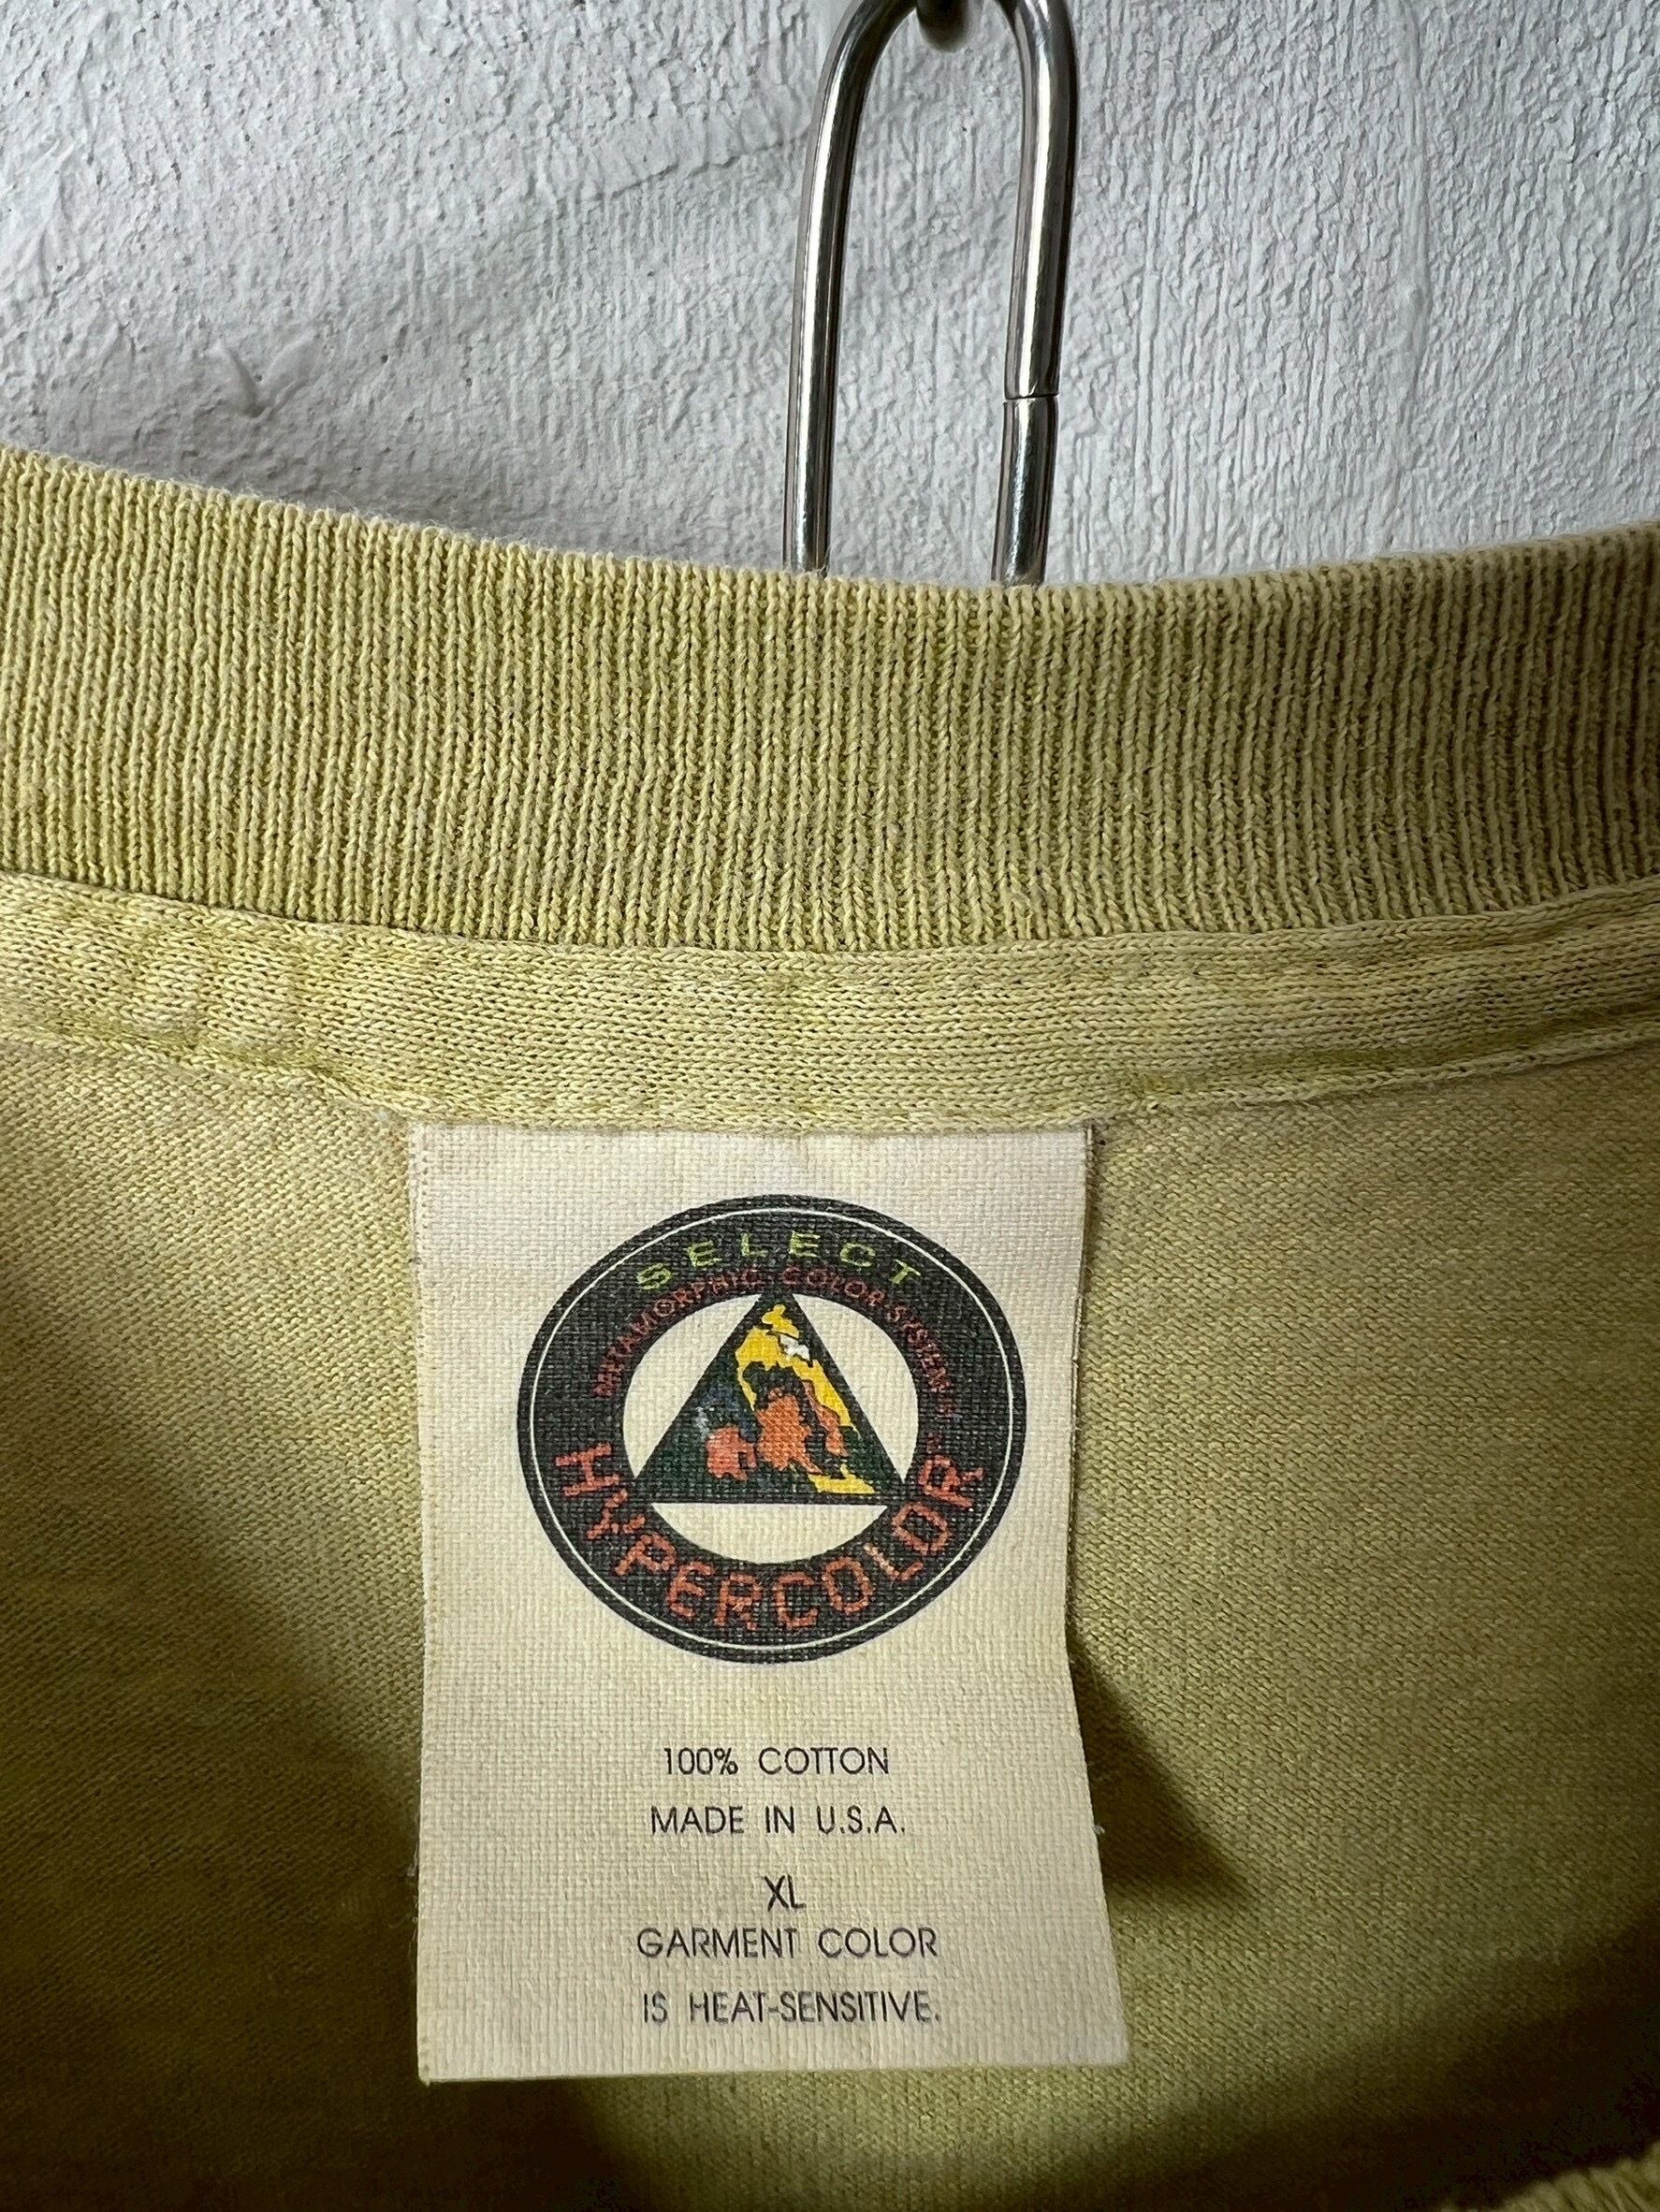 SELECT
METAMORPHIC COLOR SYSTEM
HYPERCOLOR
100% COTTON
MADE IN U.S.A.
XL
GARMENT COLOR
IS HEAT-SENSITIVE.